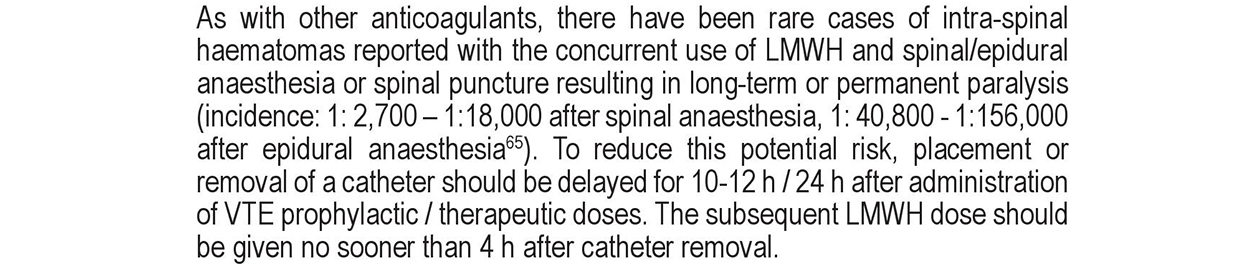 As with other anticoagulants, there have been rare cases of intra-spinal
haematomas reported with the concurrent use of LMWH and spinal/epidural
anaesthesia or spinal puncture resulting in long-term or permanent paralysis
(incidence: 1: 2,700 – 1:18,000 after spinal anaesthesia, 1: 40,800 - 1:156,000
after epidural anaesthesia65). To reduce this potential risk, placement or
removal of a catheter should be delayed for 10-12 h / 24 h after administration
of VTE prophylactic / therapeutic doses. The subsequent LMWH dose should
be given no sooner than 4 h after catheter removal.